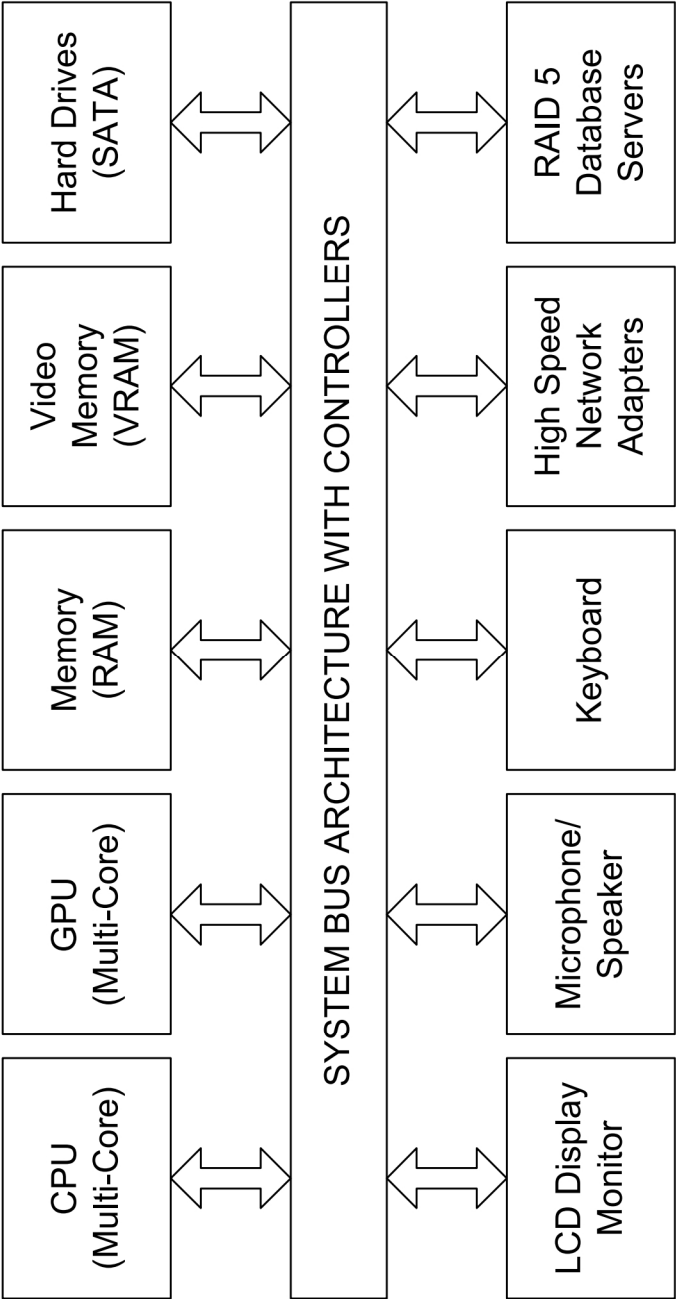 CPU
(Multi-Core)
GPU
(Multi-Core)
Memory
(RAM)
Video
Memory
(VRAM)
Hard Drives
(SATA)
SYSTEM BUS ARCHITECTURE WITH CONTROLLERS
LCD Display
Monitor
Microphone/
Speaker
Keyboard
High Speed
Network
Adapters
RAID 5
Database
Servers